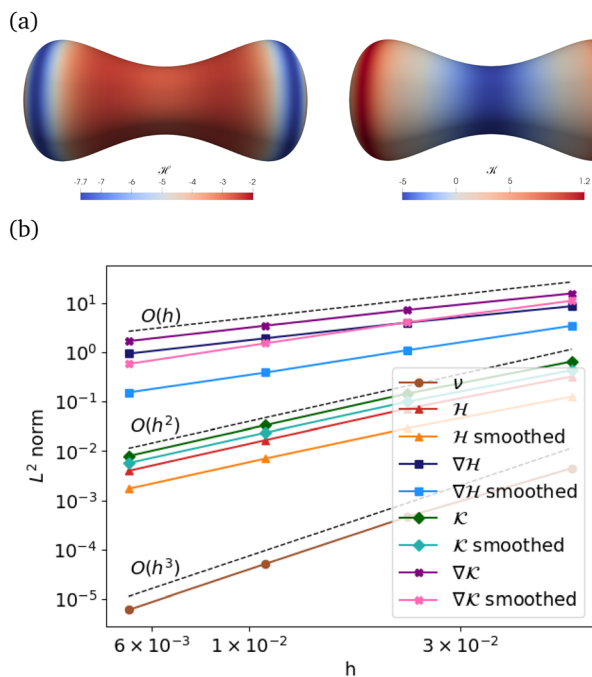 (a)
ℋ
-7.7 -7 -6 -5 -4 -3 -2
𝒦
-5 0 5 1.2
(b)
L² norm
10¹
10⁰
10⁻¹
10⁻²
10⁻³
10⁻⁴
10⁻⁵
O(h)
O(h²)
O(h³)
ν
ℋ
ℋ smoothed
∇ℋ
∇ℋ smoothed
𝒦
𝒦 smoothed
∇𝒦
∇𝒦 smoothed
6 × 10⁻³ 1 × 10⁻² 3 × 10⁻²
h